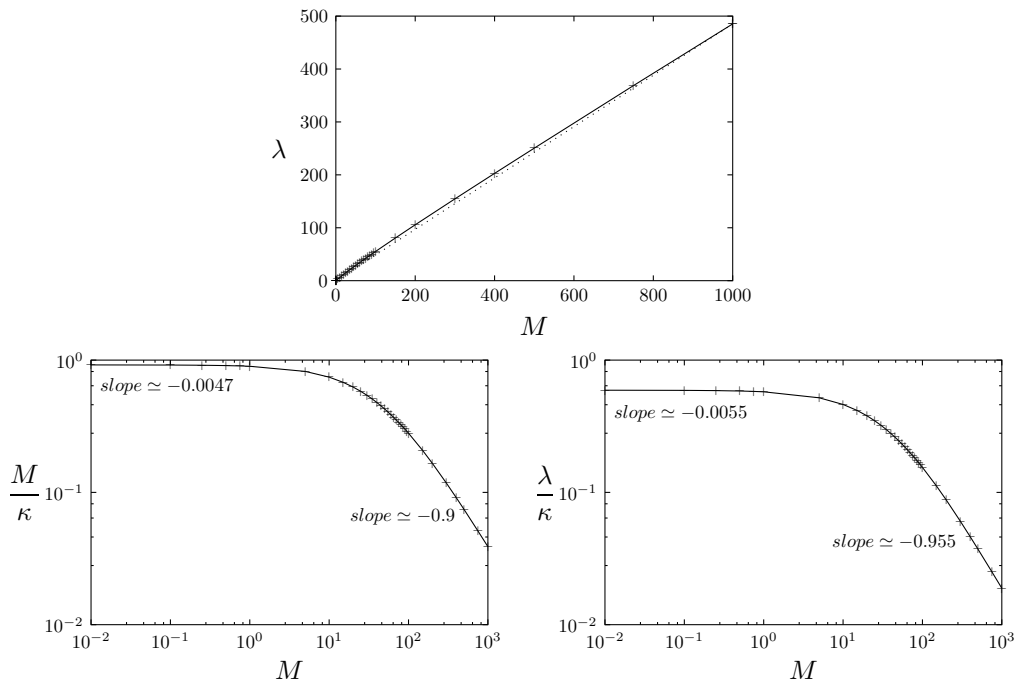 500
400
300
200
100
0
λ
0 200 400 600 800 1000
M
10^0
10^{-1}
10^{-2}
M
κ
slope ≃ −0.0047
slope ≃ −0.9
10^{-2} 10^{-1} 10^0 10^1 10^2 10^3
M
10^0
10^{-1}
10^{-2}
λ
κ
slope ≃ −0.0055
slope ≃ −0.955
10^{-2} 10^{-1} 10^0 10^1 10^2 10^3
M